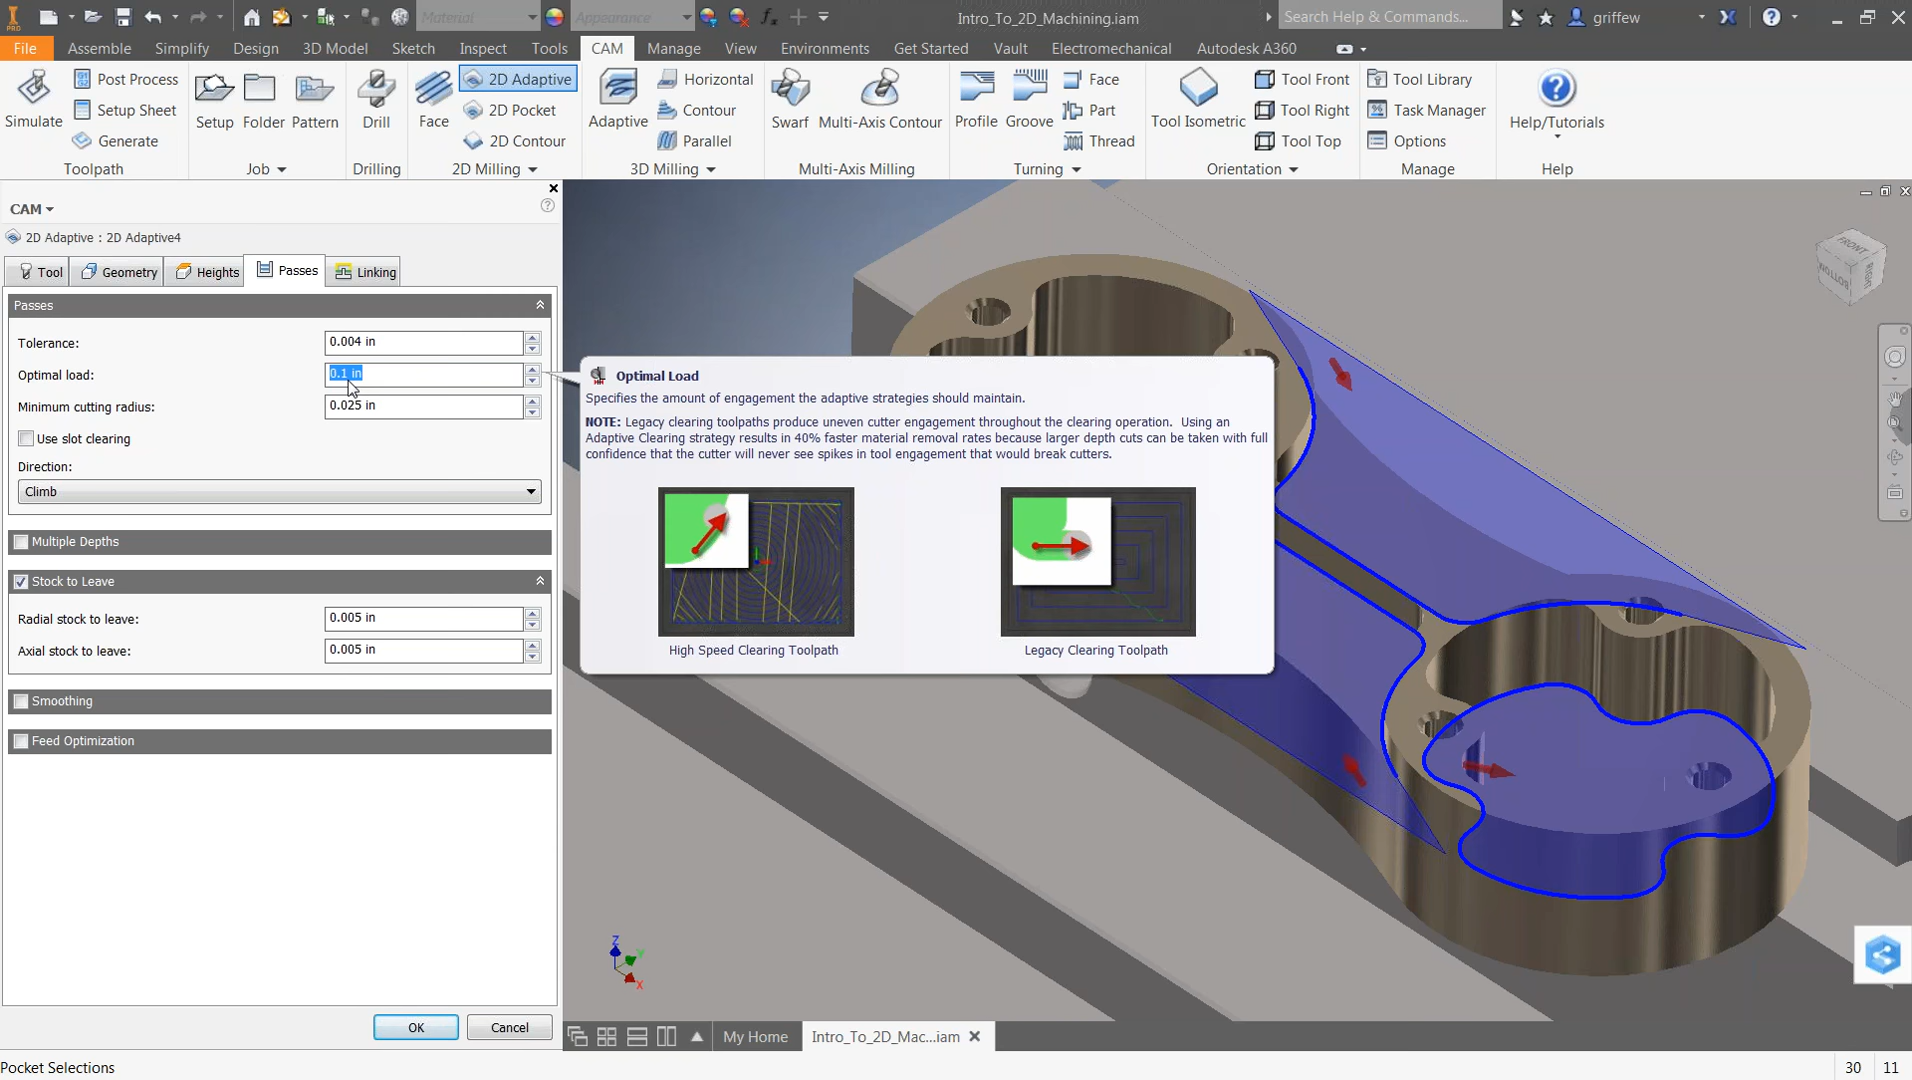 PRO
Material
Appearance
Intro_To_2D_Machining.iam
Search Help & Commands...
griffew
File
Assemble
Simplify
Design
3D Model
Sketch
Inspect
Tools
CAM
Manage
View
Environments
Get Started
Vault
Electromechanical
Autodesk A360
Simulate
Post Process
Setup Sheet
Generate
Toolpath
Setup
Folder
Pattern
Job
Drill
Drilling
Face
2D Adaptive
2D Pocket
2D Contour
2D Milling
Adaptive
Horizontal
Contour
Parallel
3D Milling
Swarf
Multi-Axis Contour
Multi-Axis Milling
Profile
Groove
Face
Part
Thread
Turning
Tool Isometric
Tool Front
Tool Right
Tool Top
Orientation
Tool Library
Task Manager
Options
Manage
Help/Tutorials
Help
CAM
2D Adaptive : 2D Adaptive4
Tool
Geometry
Heights
Passes
Linking
Passes
Tolerance:
0.004 in
Optimal load:
0.1 in
Minimum cutting radius:
0.025 in
Use slot clearing
Direction:
Climb
Multiple Depths
Stock to Leave
Radial stock to leave:
0.005 in
Axial stock to leave:
0.005 in
Smoothing
Feed Optimization
OK
Cancel
Optimal Load
Specifies the amount of engagement the adaptive strategies should maintain.
NOTE: Legacy clearing toolpaths produce uneven cutter engagement throughout the clearing operation. Using an
Adaptive Clearing strategy results in 40% faster material removal rates because larger depth cuts can be taken with full
confidence that the cutter will never see spikes in tool engagement that would break cutters.
High Speed Clearing Toolpath
Legacy Clearing Toolpath
FRONT
RIGHT
BOTTOM
Z
Y
X
My Home
Intro_To_2D_Mac...iam
Pocket Selections
30
11